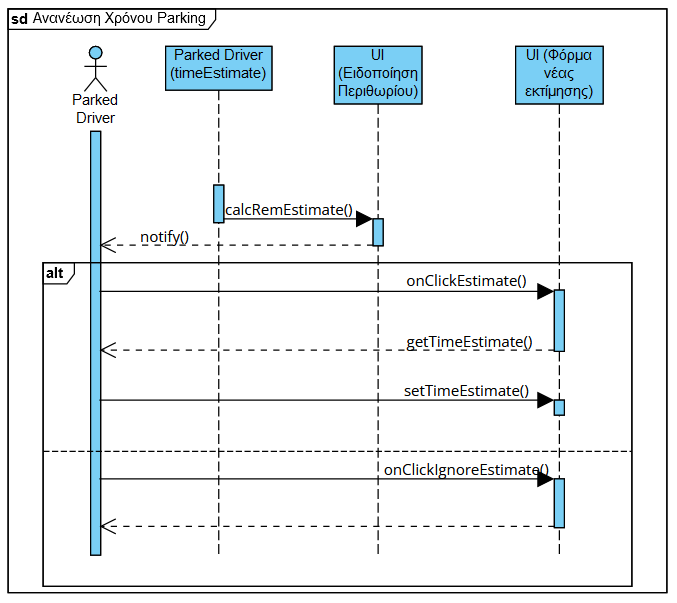 sd Ανανέωση Χρόνου Parking
Parked Driver
(timeEstimate)
UI
(Ειδοποίηση
Περιθωρίου)
UI (Φόρμα
νέας
εκτίμησης)
Parked
Driver
calcRemEstimate()
notify()
alt
onClickEstimate()
getTimeEstimate()
setTimeEstimate()
onClickIgnoreEstimate()